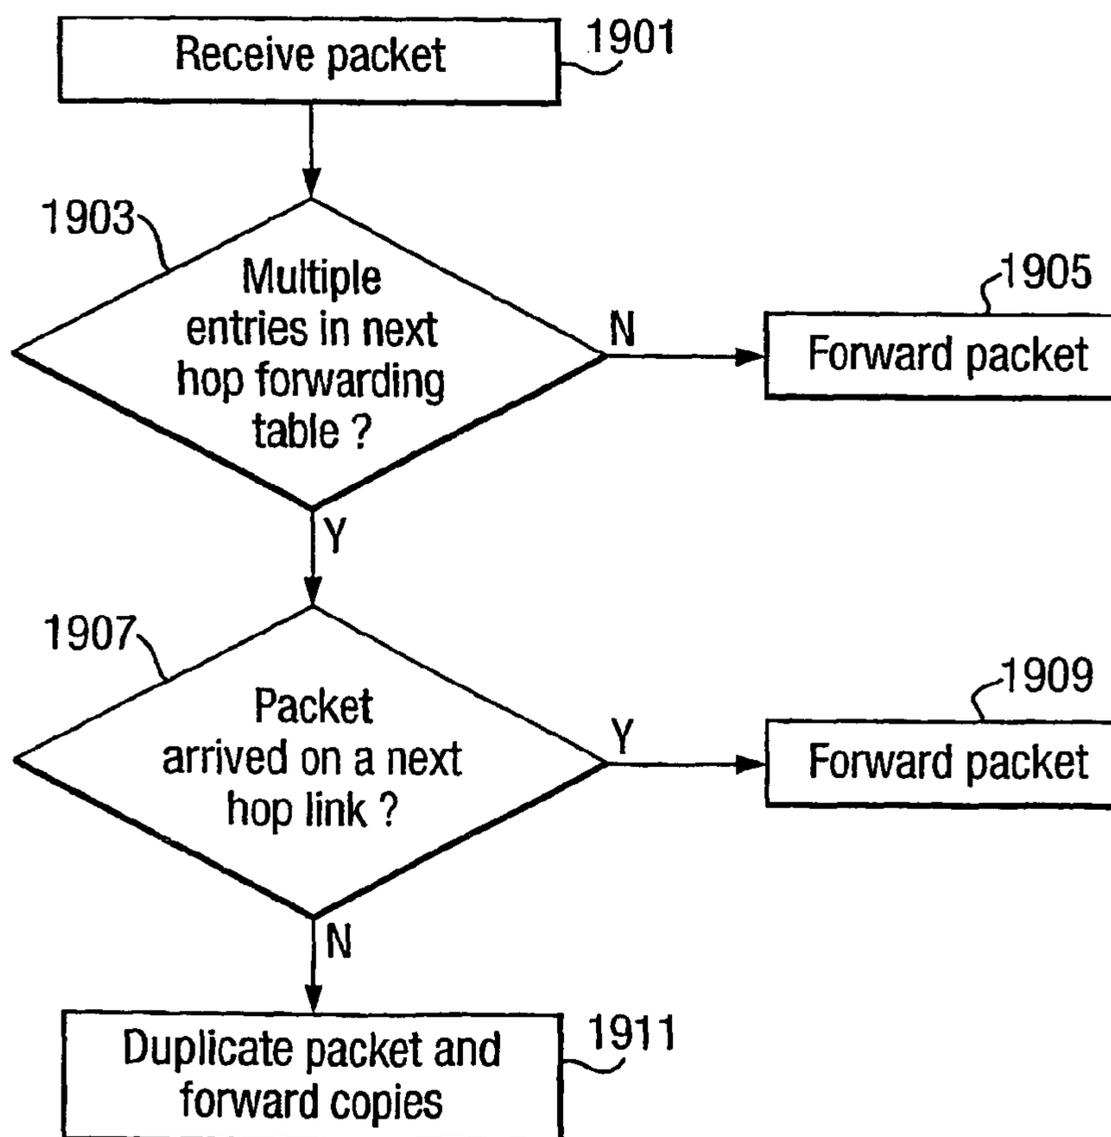 Receive packet
1901
1903
Multiple
entries in next
hop forwarding
table ?
N
1905
Forward packet
Y
1907
Packet
arrived on a next
hop link ?
Y
1909
Forward packet
N
Duplicate packet and
forward copies
1911